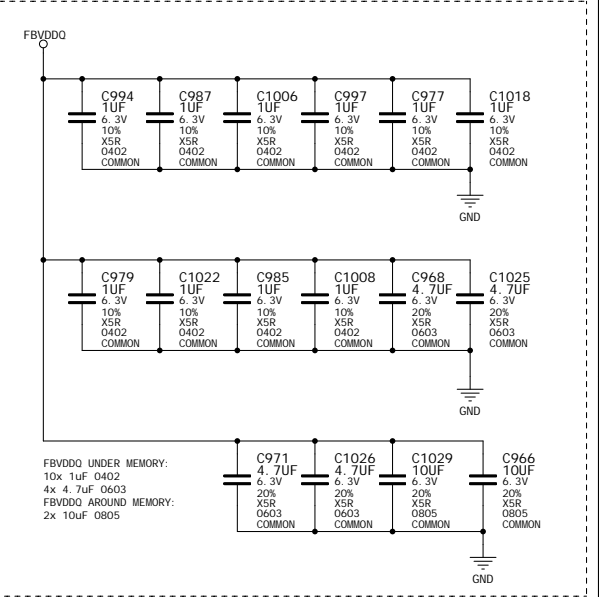 FBVDDQ
C994
1UF
6.3V
10%
X5R
0402
COMMON
C987
1UF
6.3V
10%
X5R
0402
COMMON
C1006
1UF
6.3V
10%
X5R
0402
COMMON
C997
1UF
6.3V
10%
X5R
0402
COMMON
C977
1UF
6.3V
10%
X5R
0402
COMMON
C1018
1UF
6.3V
10%
X5R
0402
COMMON
GND
C979
1UF
6.3V
10%
X5R
0402
COMMON
C1022
1UF
6.3V
10%
X5R
0402
COMMON
C985
1UF
6.3V
10%
X5R
0402
COMMON
C1008
1UF
6.3V
10%
X5R
0402
COMMON
C968
4.7UF
6.3V
20%
X5R
0603
COMMON
C1025
4.7UF
6.3V
20%
X5R
0603
COMMON
GND
FBVDDQ UNDER MEMORY:
10x 1uF 0402
4x 4.7uF 0603
FBVDDQ AROUND MEMORY:
2x 10uF 0805
C971
4.7UF
6.3V
20%
X5R
0603
COMMON
C1026
4.7UF
6.3V
20%
X5R
0603
COMMON
C1029
10UF
6.3V
20%
X5R
0805
COMMON
C966
10UF
6.3V
20%
X5R
0805
COMMON
GND